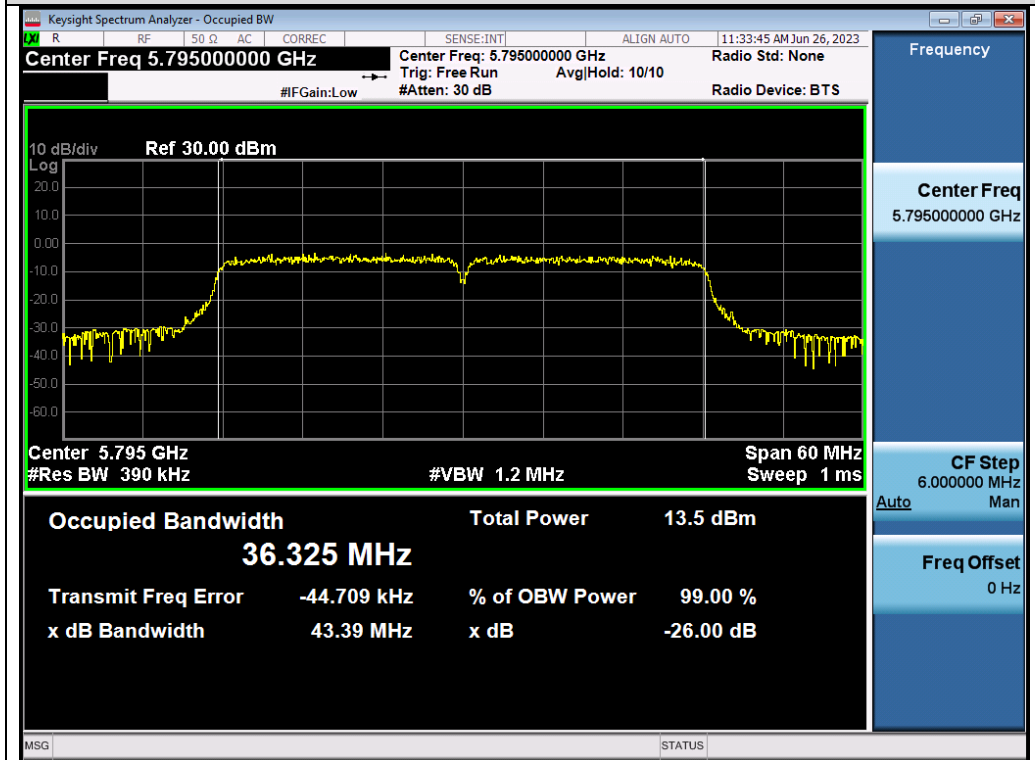 Keysight Spectrum Analyzer - Occupied BW
LXI R RF 50 Ω AC CORREC SENSE:INT ALIGN AUTO 11:33:45 AM Jun 26, 2023
Center Freq 5.795000000 GHz
Center Freq: 5.795000000 GHz
Radio Std: None
Trig: Free Run Avg|Hold: 10/10
#IFGain:Low
#Atten: 30 dB
Radio Device: BTS
Frequency
10 dB/div Ref 30.00 dBm
Log
20.0
10.0
0.00
-10.0
-20.0
-30.0
-40.0
-50.0
-60.0
Center 5.795 GHz Span 60 MHz
#Res BW 390 kHz #VBW 1.2 MHz Sweep 1 ms
Occupied Bandwidth Total Power 13.5 dBm
36.325 MHz
Transmit Freq Error -44.709 kHz % of OBW Power 99.00 %
x dB Bandwidth 43.39 MHz x dB -26.00 dB
Center Freq
5.795000000 GHz
CF Step
6.000000 MHz
Auto Man
Freq Offset
0 Hz
MSG STATUS